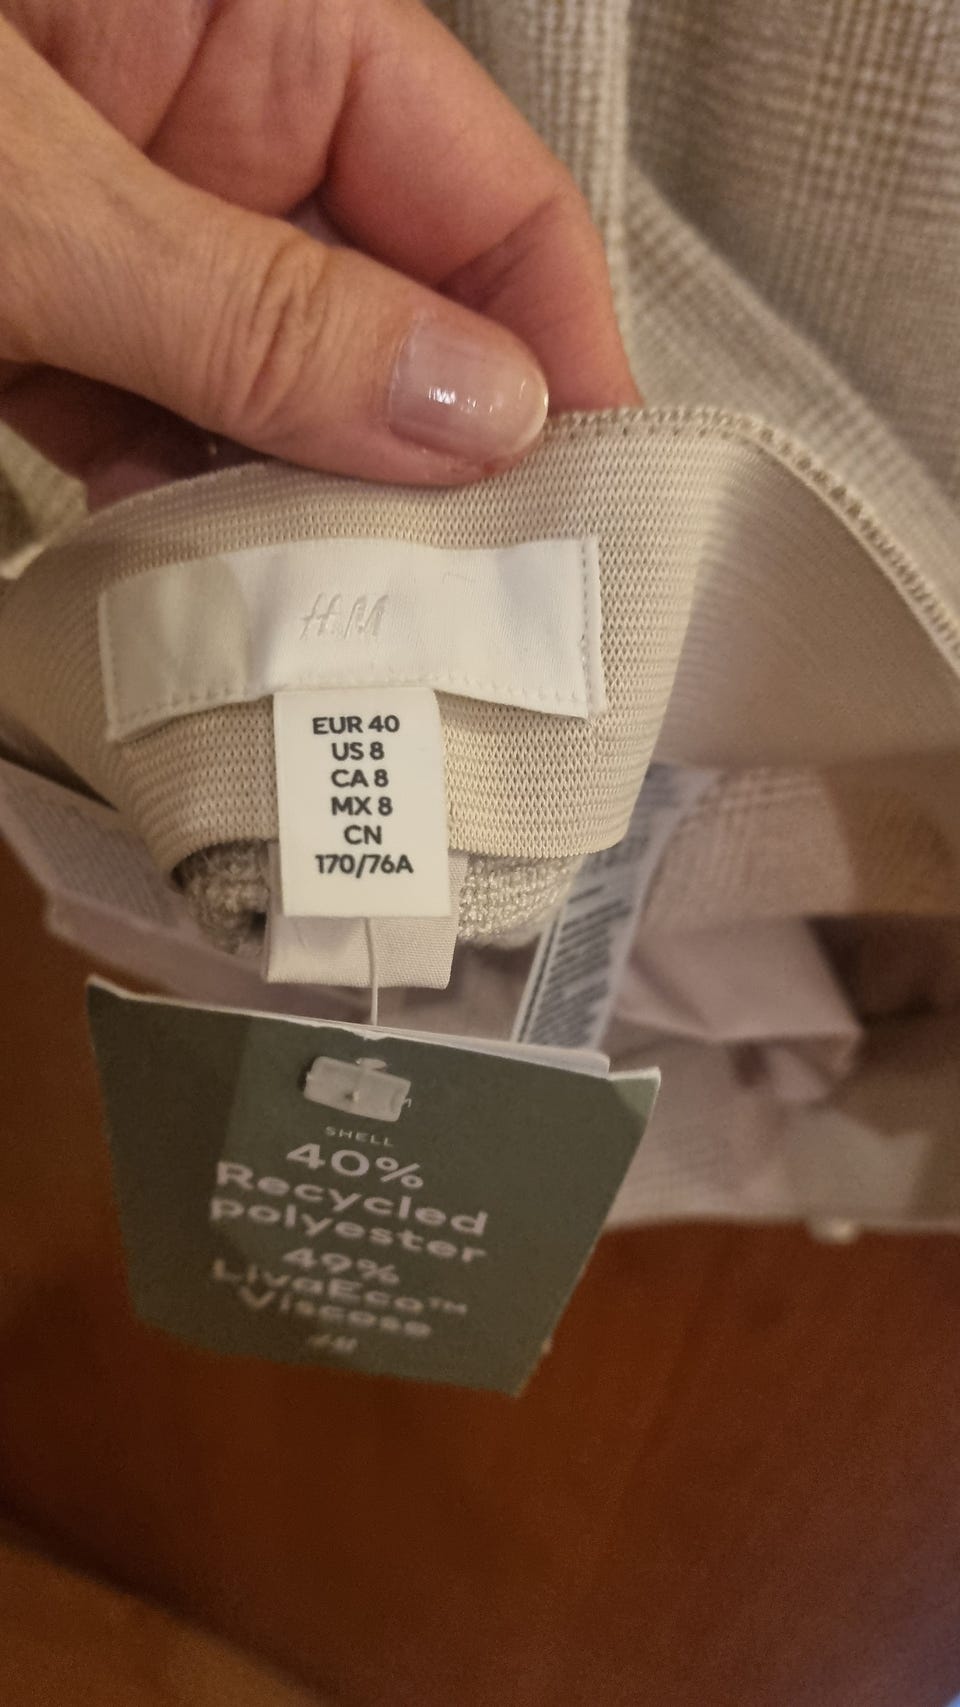 H&M
EUR 40
US 8
CA 8
MX 8
CN
170/76A
SHELL
40%
Recycled
polyester
49%
LivaEco™
Viscose
H&M